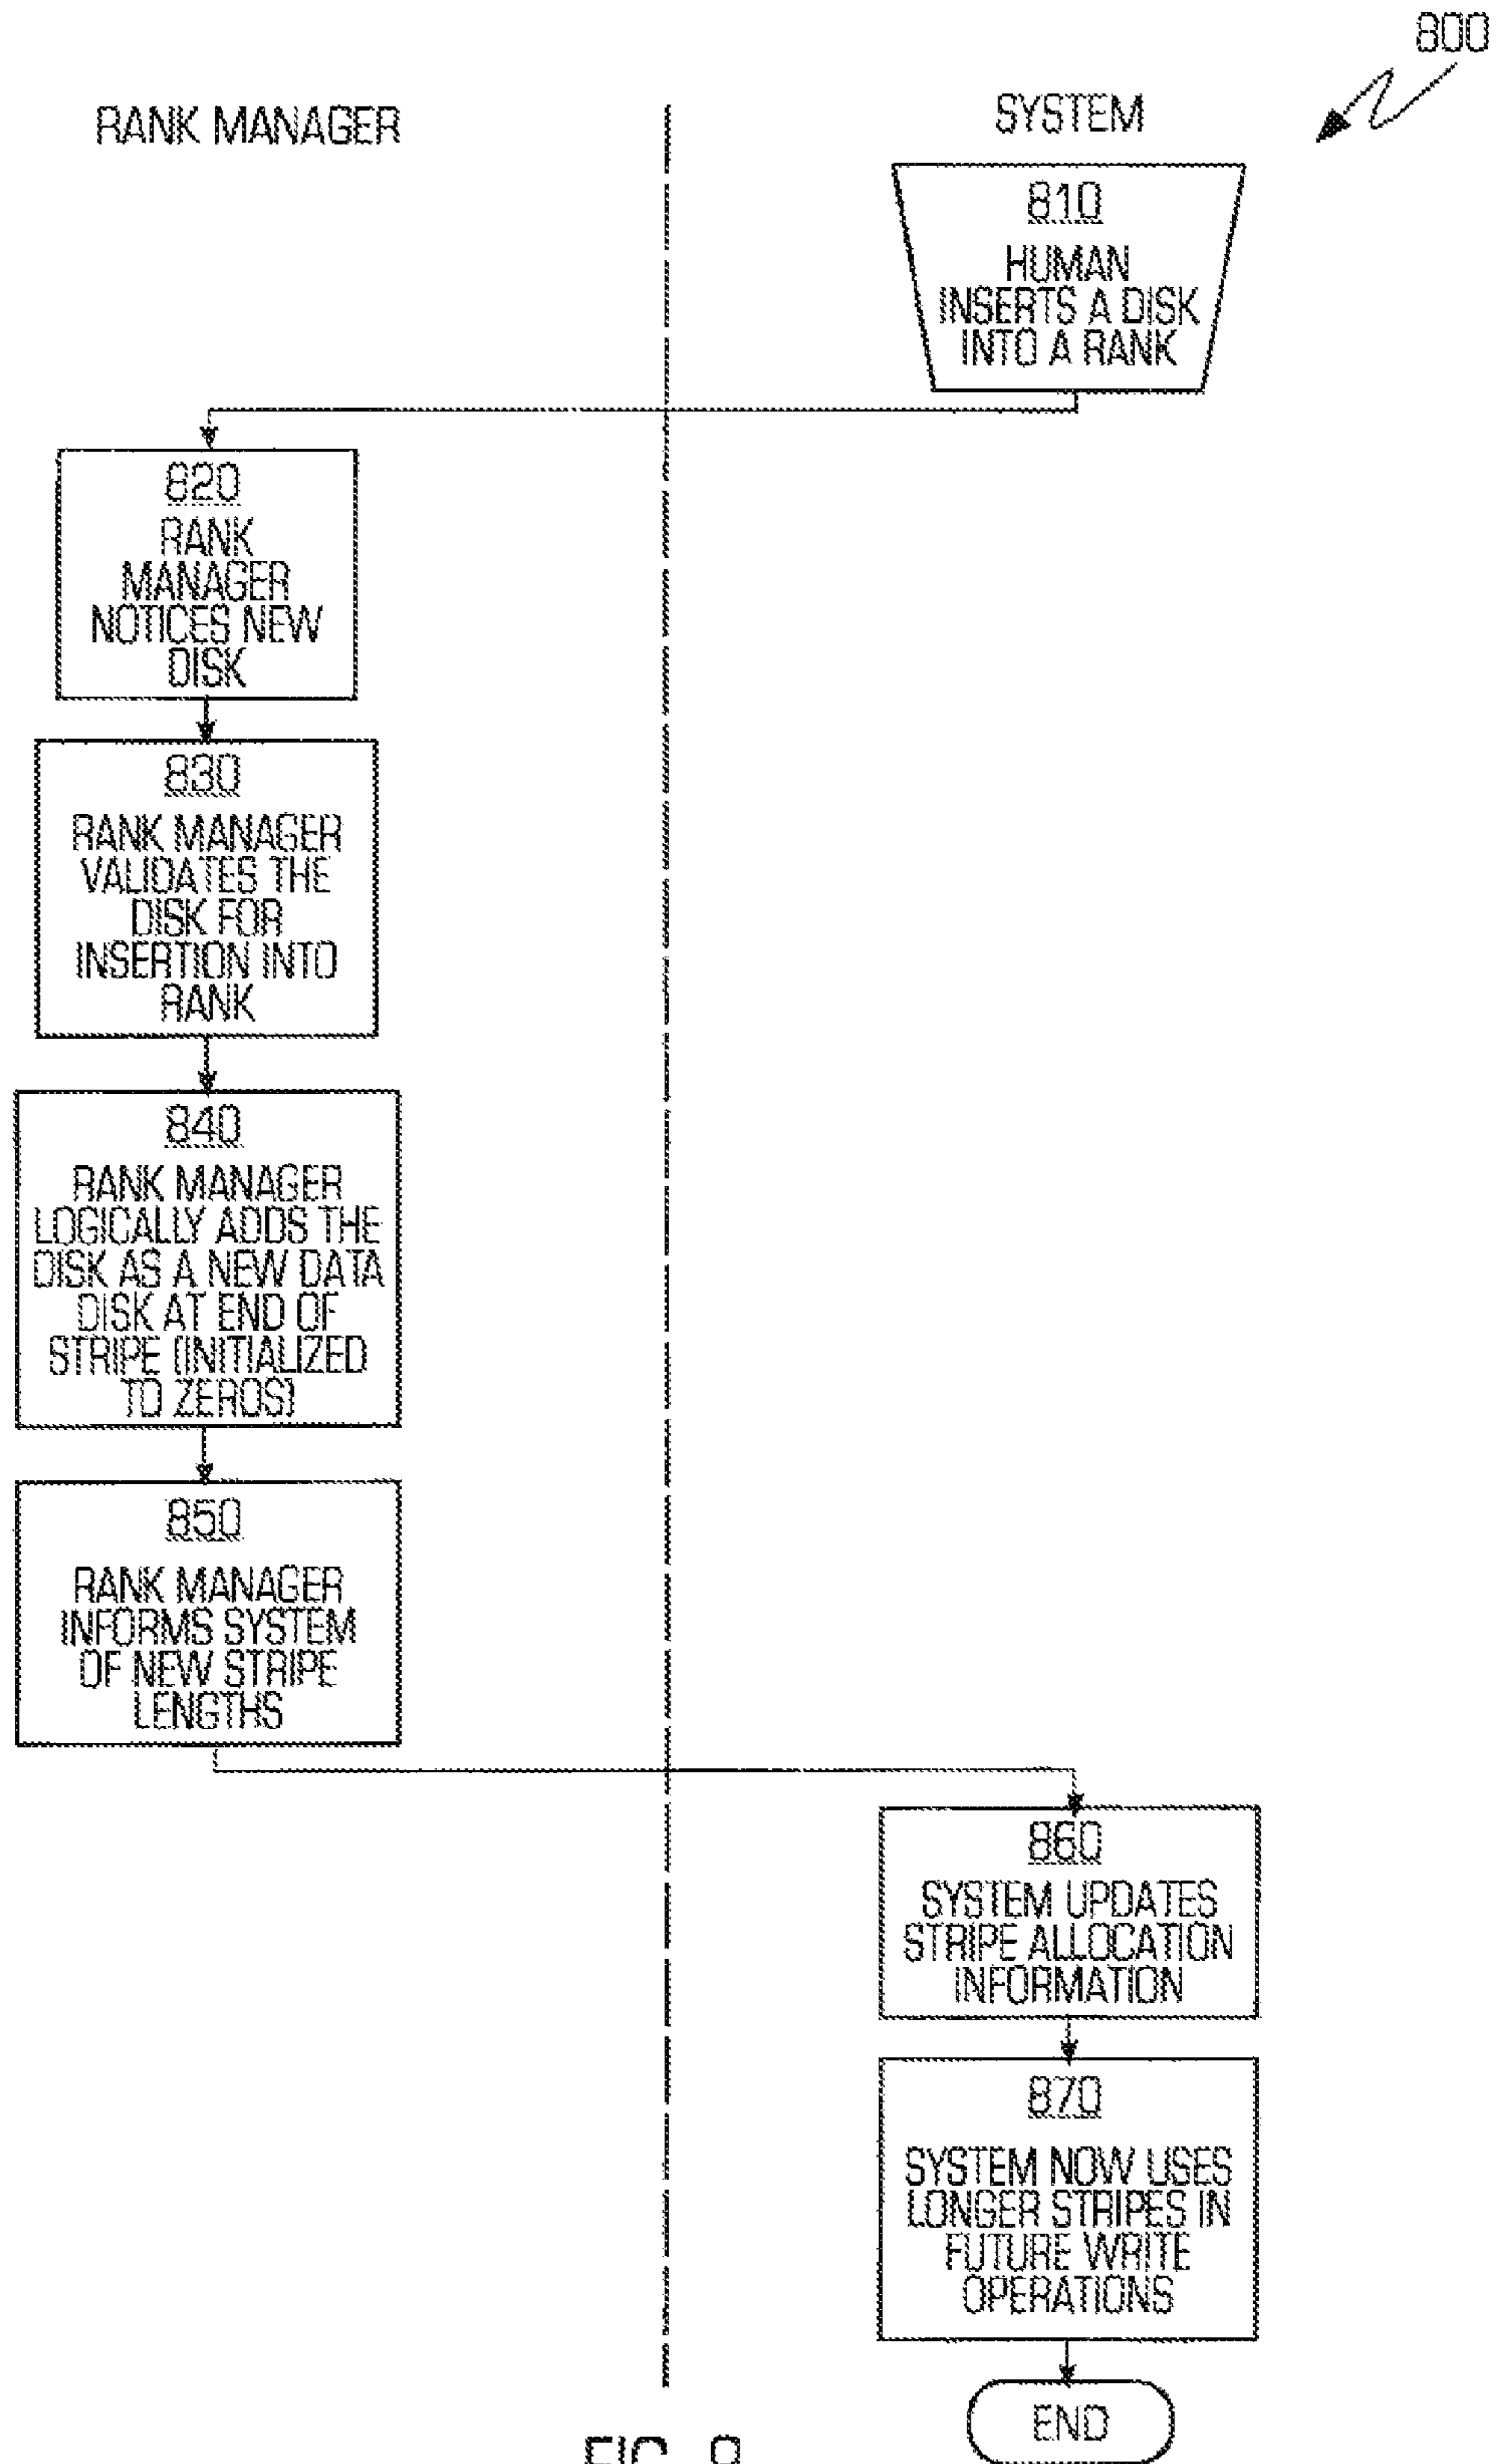 800
RANK MANAGER
SYSTEM
810
HUMAN
INSERTS A DISK
INTO A RANK
820
RANK
MANAGER
NOTICES NEW
DISK
830
RANK MANAGER
VALIDATES THE
DISK FOR
INSERTION INTO
RANK
840
RANK MANAGER
LOGICALLY ADDS THE
DISK AS A NEW DATA
DISK AT END OF
STRIPE (INITIALIZED
TO ZEROS)
850
RANK MANAGER
INFORMS SYSTEM
OF NEW STRIPE
LENGTHS
860
SYSTEM UPDATES
STRIPE ALLOCATION
INFORMATION
870
SYSTEM NOW USES
LONGER STRIPES IN
FUTURE WRITE
OPERATIONS
END
FIG.